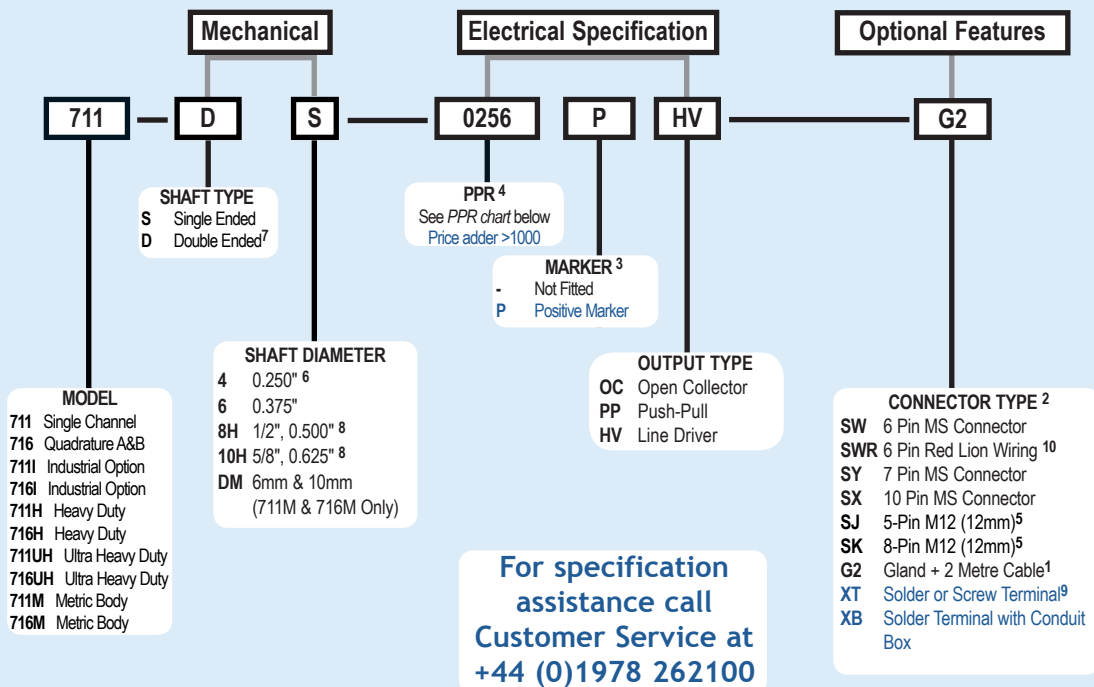 Mechanical
Electrical Specification
Optional Features
711
D
S
0256
P
HV
G2
SHAFT TYPE
S Single Ended
D Double Ended7
PPR 4
See PPR chart below
Price adder >1000
MARKER 3
- Not Fitted
P Positive Marker
SHAFT DIAMETER
4 0.250" 6
6 0.375"
8H 1/2", 0.500" 8
10H 5/8", 0.625" 8
DM 6mm & 10mm
(711M & 716M Only)
OUTPUT TYPE
OC Open Collector
PP Push-Pull
HV Line Driver
MODEL
711 Single Channel
716 Quadrature A&B
711I Industrial Option
716I Industrial Option
711H Heavy Duty
716H Heavy Duty
711UH Ultra Heavy Duty
716UH Ultra Heavy Duty
711M Metric Body
716M Metric Body
CONNECTOR TYPE 2
SW 6 Pin MS Connector
SWR 6 Pin Red Lion Wiring 10
SY 7 Pin MS Connector
SX 10 Pin MS Connector
SJ 5-Pin M12 (12mm)5
SK 8-Pin M12 (12mm)5
G2 Gland + 2 Metre Cable1
XT Solder or Screw Terminal9
XB Solder Terminal with Conduit
Box
For specification
assistance call
Customer Service at
+44 (0)1978 262100